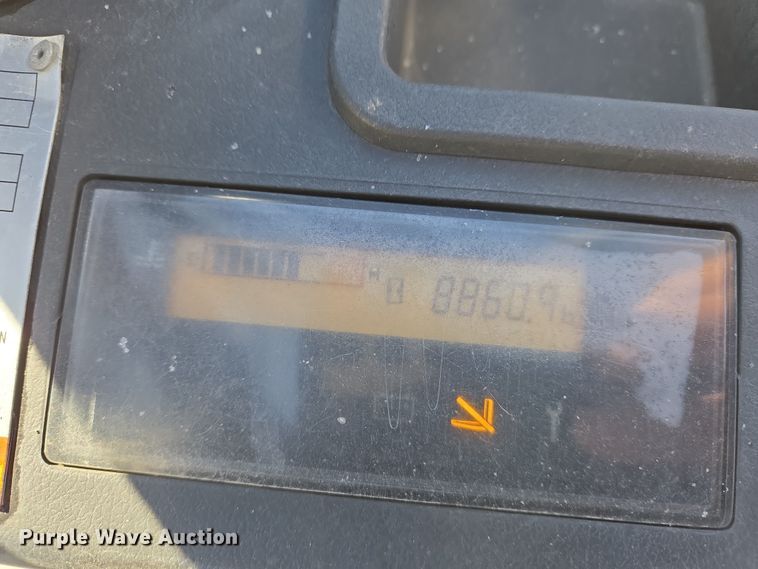 C H
8860.9 h
N
Purple Wave Auction